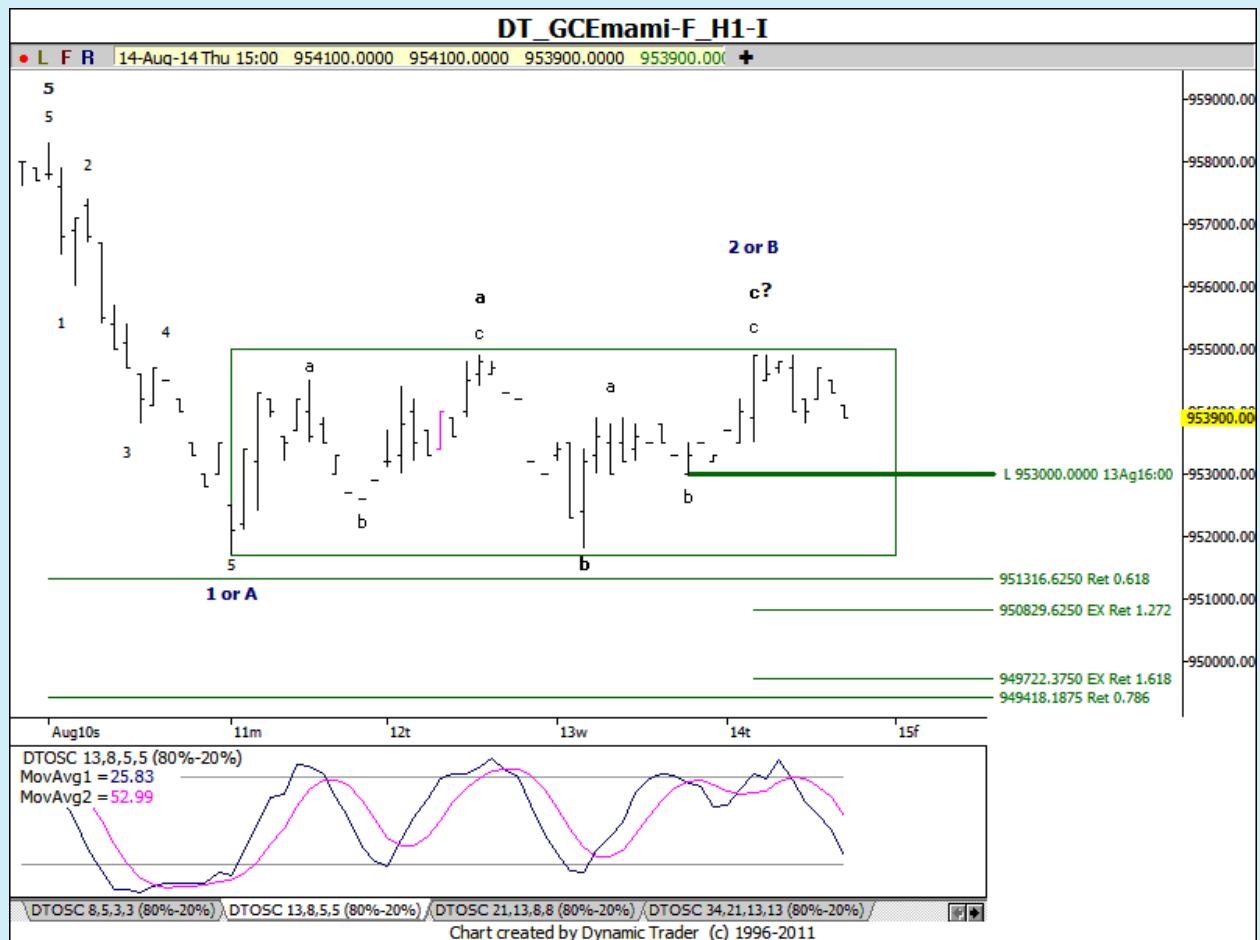 DT_GCEmami-F_H1-I
L F R 14-Aug-14 Thu 15:00 954100.0000 954100.0000 953900.0000 953900.000
5
5
2
1
4
3
5
1 or A
a
b
a
c
b
a
b
2 or B
c?
c
959000.00
958000.00
957000.00
956000.00
955000.00
953900.00
953000.00
952000.00
951000.00
950000.00
L 953000.0000 13Ag16:00
951316.6250 Ret 0.618
950829.6250 EX Ret 1.272
949722.3750 EX Ret 1.618
949418.1875 Ret 0.786
Aug10s 11m 12t 13w 14t 15f
DTOSC 13,8,5,5 (80%-20%)
MovAvg1 =25.83
MovAvg2 =52.99
DTOSC 8,5,3,3 (80%-20%) DTOSC 13,8,5,5 (80%-20%) DTOSC 21,13,8,8 (80%-20%) DTOSC 34,21,13,13 (80%-20%)
Chart created by Dynamic Trader (c) 1996-2011